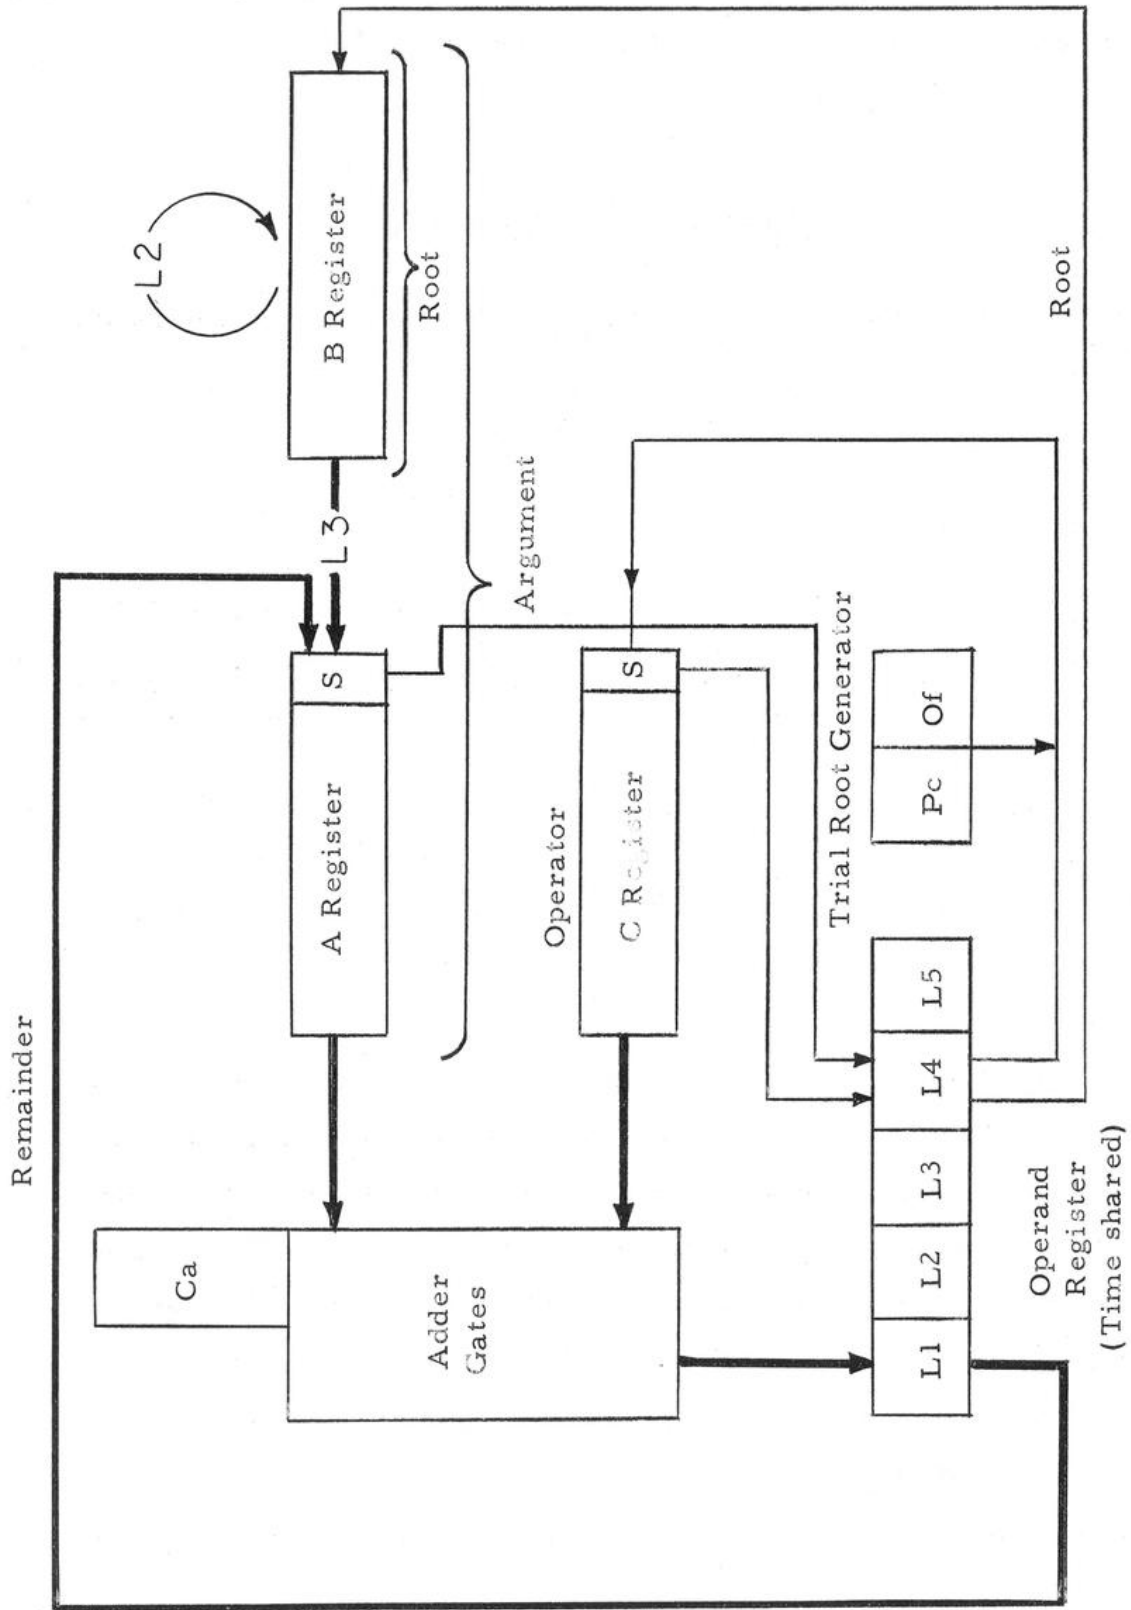 Remainder
L2
Ca
A Register
S
L3
B Register
Root
Adder
Gates
Argument
Operator
C Register
S
Trial Root Generator
L1
L2
L3
L4
L5
Pc
Of
Operand
Register
(Time shared)
Root